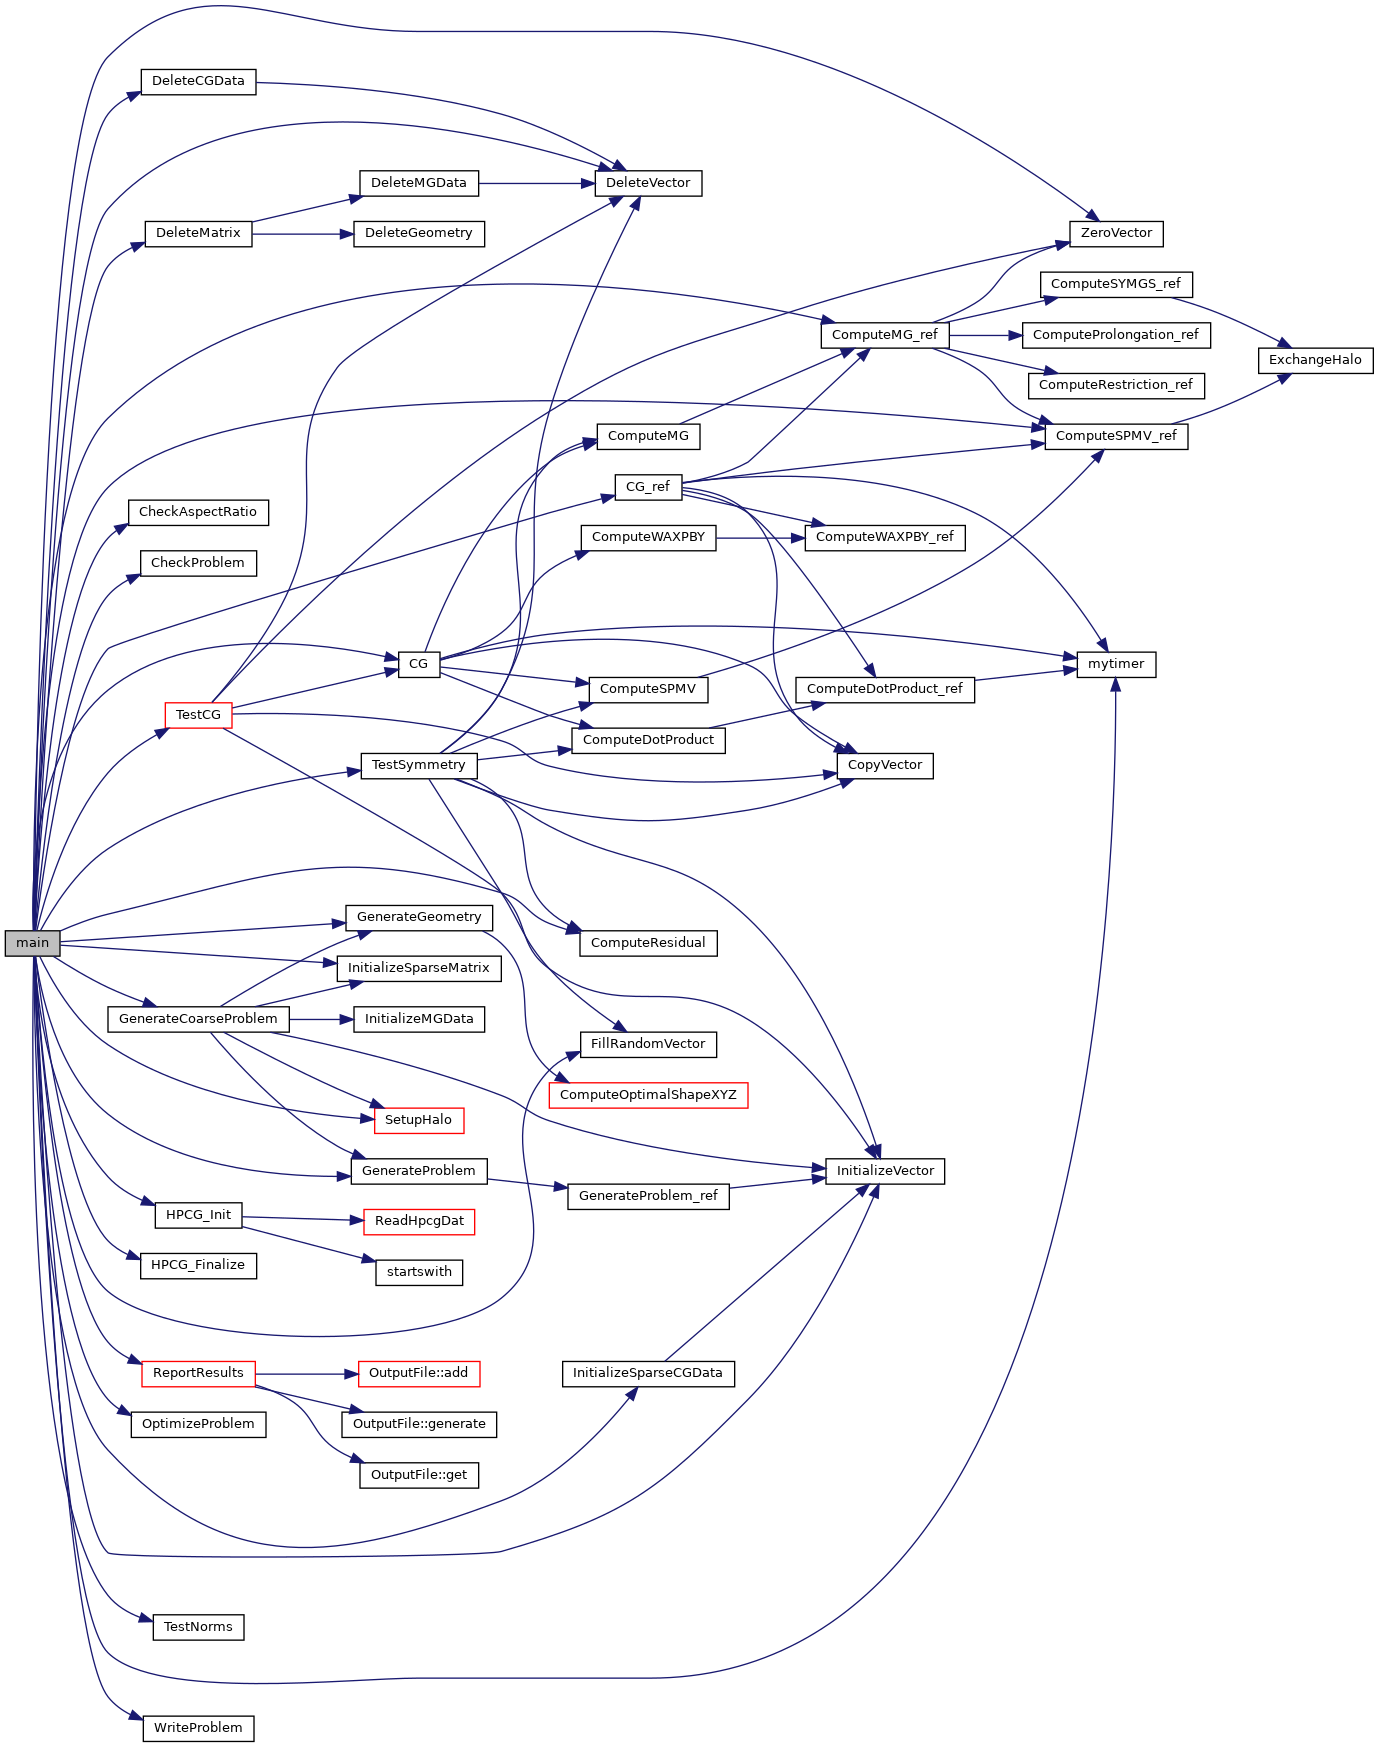 DeleteCGData
DeleteMGData
DeleteVector
DeleteMatrix
DeleteGeometry
ZeroVector
ComputeSYMGS_ref
ComputeMG_ref
ComputeProlongation_ref
ExchangeHalo
ComputeRestriction_ref
ComputeMG
ComputeSPMV_ref
CG_ref
CheckAspectRatio
ComputeWAXPBY
ComputeWAXPBY_ref
CheckProblem
CG
mytimer
ComputeSPMV
ComputeDotProduct_ref
TestCG
ComputeDotProduct
TestSymmetry
CopyVector
GenerateGeometry
main
ComputeResidual
InitializeSparseMatrix
GenerateCoarseProblem
InitializeMGData
FillRandomVector
ComputeOptimalShapeXYZ
SetupHalo
GenerateProblem
InitializeVector
GenerateProblem_ref
HPCG_Init
ReadHpcgDat
HPCG_Finalize
startswith
ReportResults
OutputFile::add
InitializeSparseCGData
OptimizeProblem
OutputFile::generate
OutputFile::get
TestNorms
WriteProblem